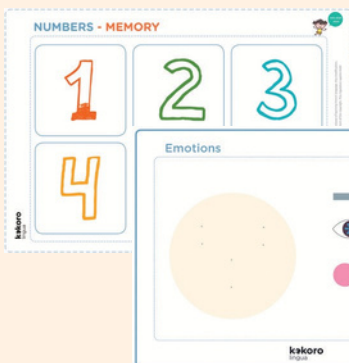 NUMBERS - MEMORY
1
2
3
4
kokoro
lingua
Emotions
kokoro
lingua